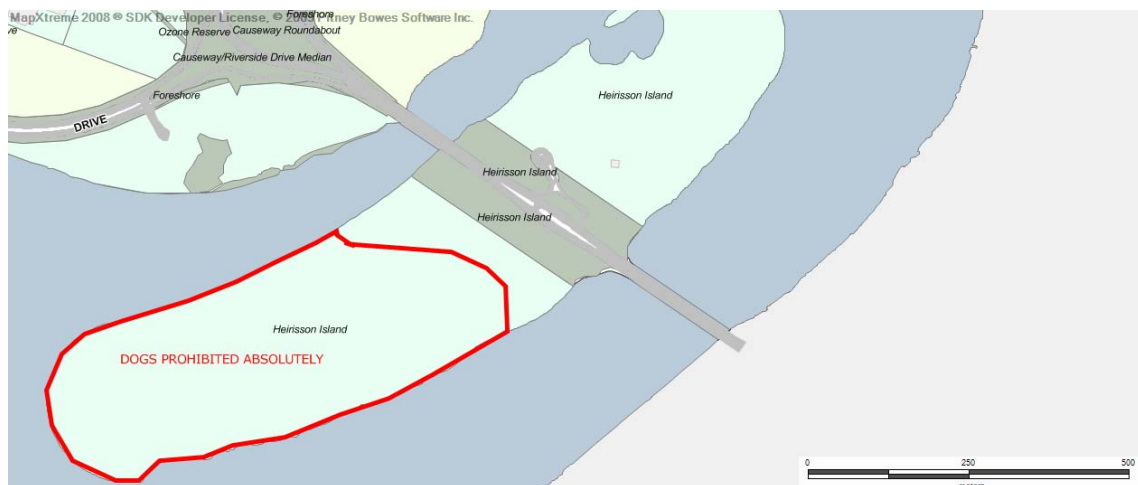 MapXtreme 2008 ® SDK Developer License. © 2009 Pitney Bowes Software Inc.
Foreshore
Ozone Reserve
Causeway Roundabout
Causeway/Riverside Drive Median
Foreshore
DRIVE
Heirisson Island
Heirisson Island
Heirisson Island
Heirisson Island
DOGS PROHIBITED ABSOLUTELY
0
250
500